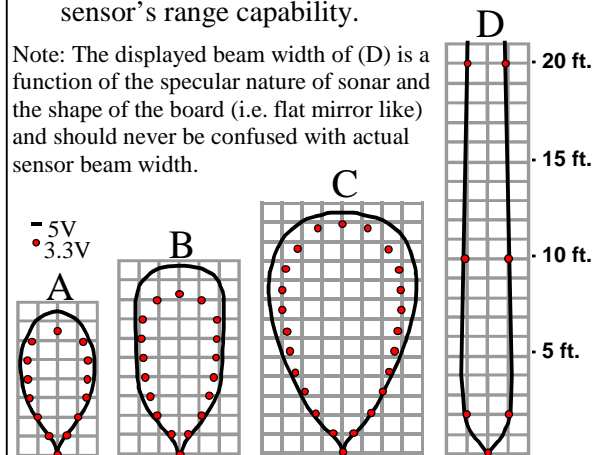 sensor’s range capability.
Note: The displayed beam width of (D) is a
function of the specular nature of sonar and
the shape of the board (i.e. flat mirror like)
and should never be confused with actual
sensor beam width.
D
20 ft.
15 ft.
10 ft.
5 ft.
C
B
A
5V
3.3V